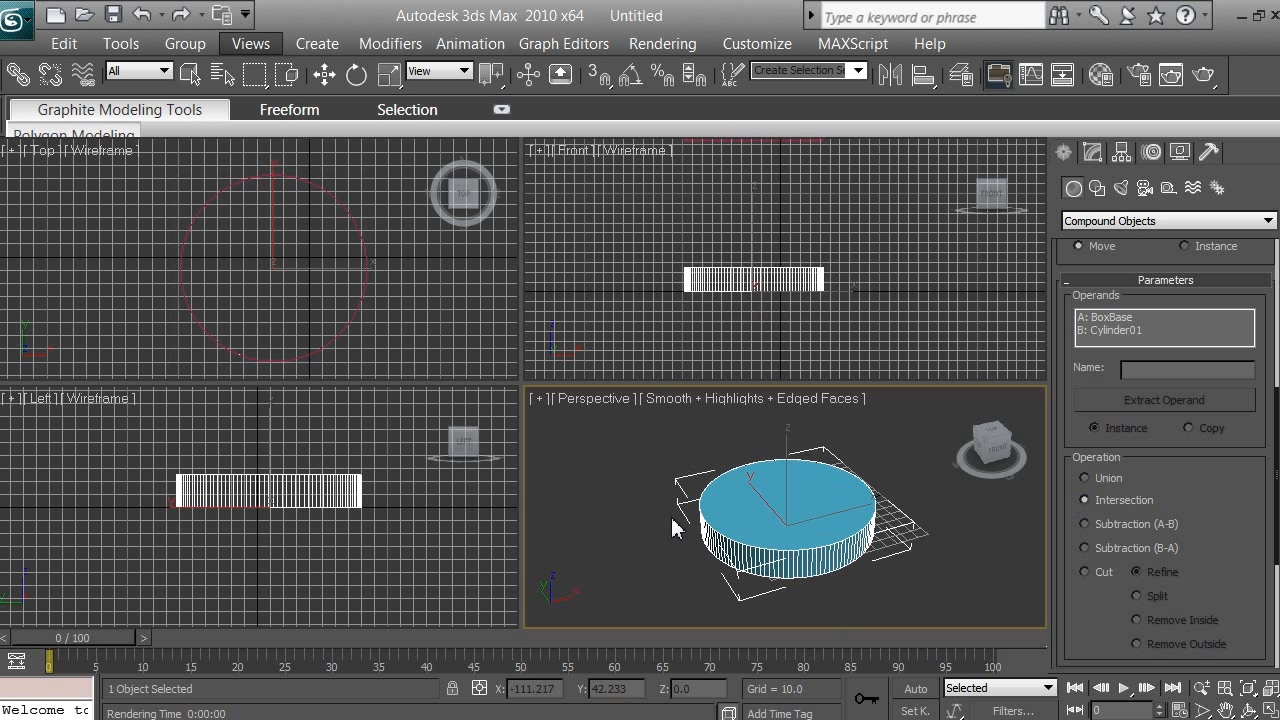 Autodesk 3ds Max 2010 x64 Untitled
Type a keyword or phrase
Edit Tools Group Views Create Modifiers Animation Graph Editors Rendering Customize MAXScript Help
All View Create Selection Se
Graphite Modeling Tools Freeform Selection
Polygon Modeling
[ + ] [ Top ] [ Wireframe ]
TOP
[ + ] [ Front ] [ Wireframe ]
FRONT
[ + ] [ Left ] [ Wireframe ]
LEFT
[ + ] [ Perspective ] [ Smooth + Highlights + Edged Faces ]
FRONT
Compound Objects
Move Instance
Parameters
Operands
A: BoxBase
B: Cylinder01
Name:
Extract Operand
Instance Copy
Operation
Union
Intersection
Subtraction (A-B)
Subtraction (B-A)
Cut Refine
Split
Remove Inside
Remove Outside
< 0 / 100 >
0 5 10 15 20 25 30 35 40 45 50 55 60 65 70 75 80 85 90 95 100
1 Object Selected X: -111.217 Y: 42.233 Z: 0.0 Grid = 10.0 Auto Selected
Welcome to Rendering Time 0:00:00 Add Time Tag Set K. Filters... 0